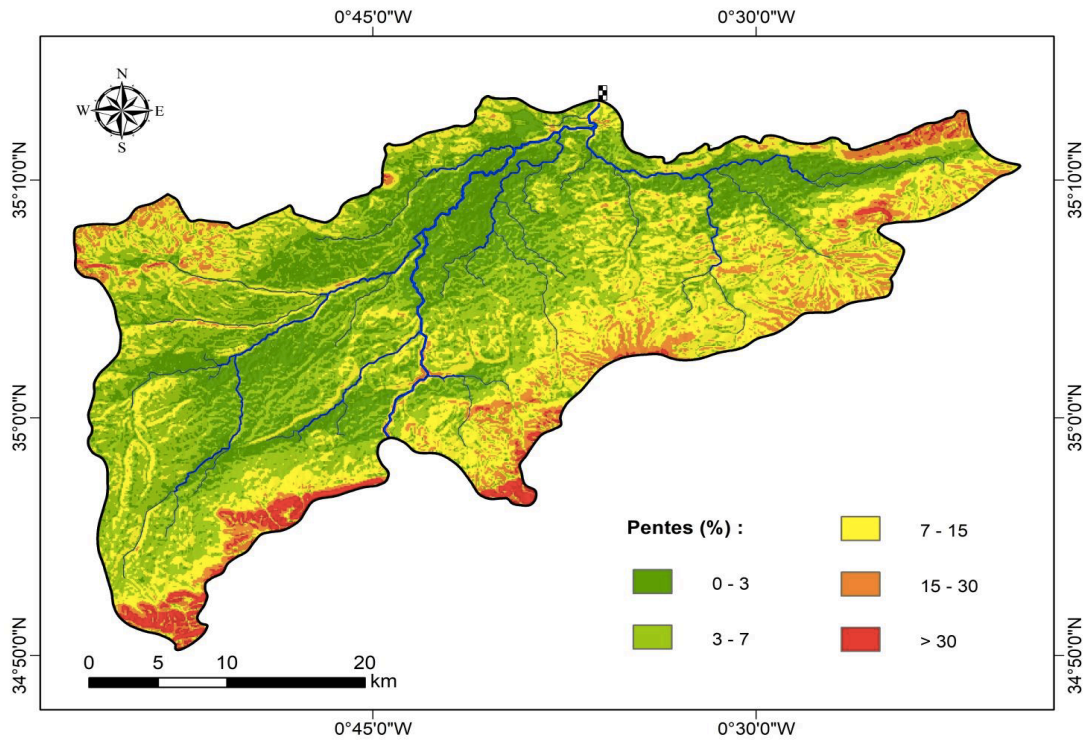 0°45'0"W 0°30'0"W
N
W E
S
35°10'0"N 35°10'0"N
35°0'0"N 35°0'0"N
Pentes (%) :
7 - 15
0 - 3 15 - 30
3 - 7 > 30
34°50'0"N 34°50'0"N
0 5 10 20
km
0°45'0"W 0°30'0"W